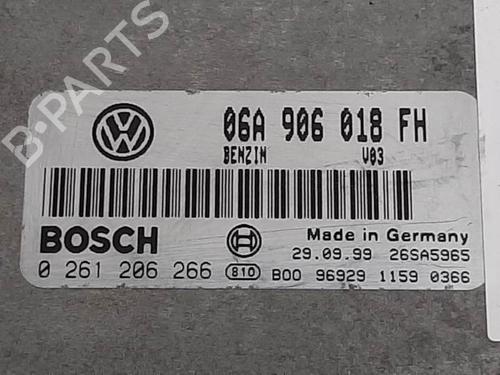 B-PARTS
06A 906 018 FH
BENZIN V03
BOSCH
Made in Germany
29.09.99 26SA5965
0 261 206 266 810 B00 96929 1159 0366